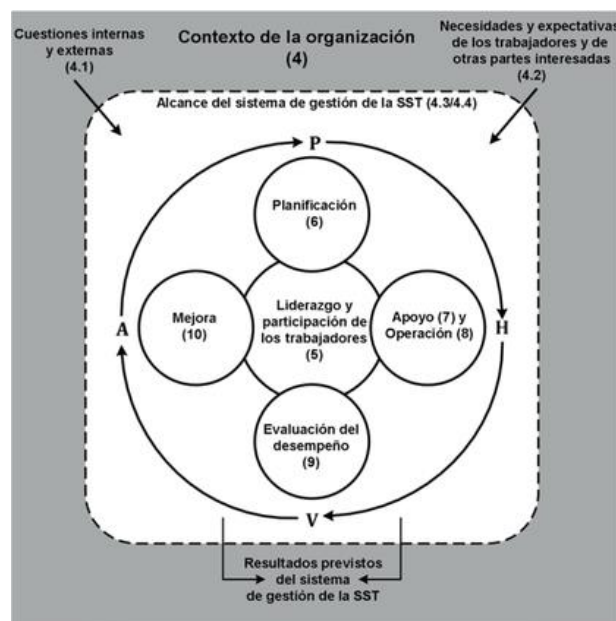 Cuestiones internas
y externas
(4.1)
Contexto de la organización
(4)
Necesidades y expectativas
de los trabajadores y de
otras partes interesadas
(4.2)
Alcance del sistema de gestión de la SST (4.3/4.4)
P
Planificación
(6)
A
Mejora
(10)
Liderazgo y
participación de
los trabajadores
(5)
Apoyo (7) y
Operación (8)
H
Evaluación del
desempeño
(9)
V
Resultados previstos
del sistema
de gestión de la SST